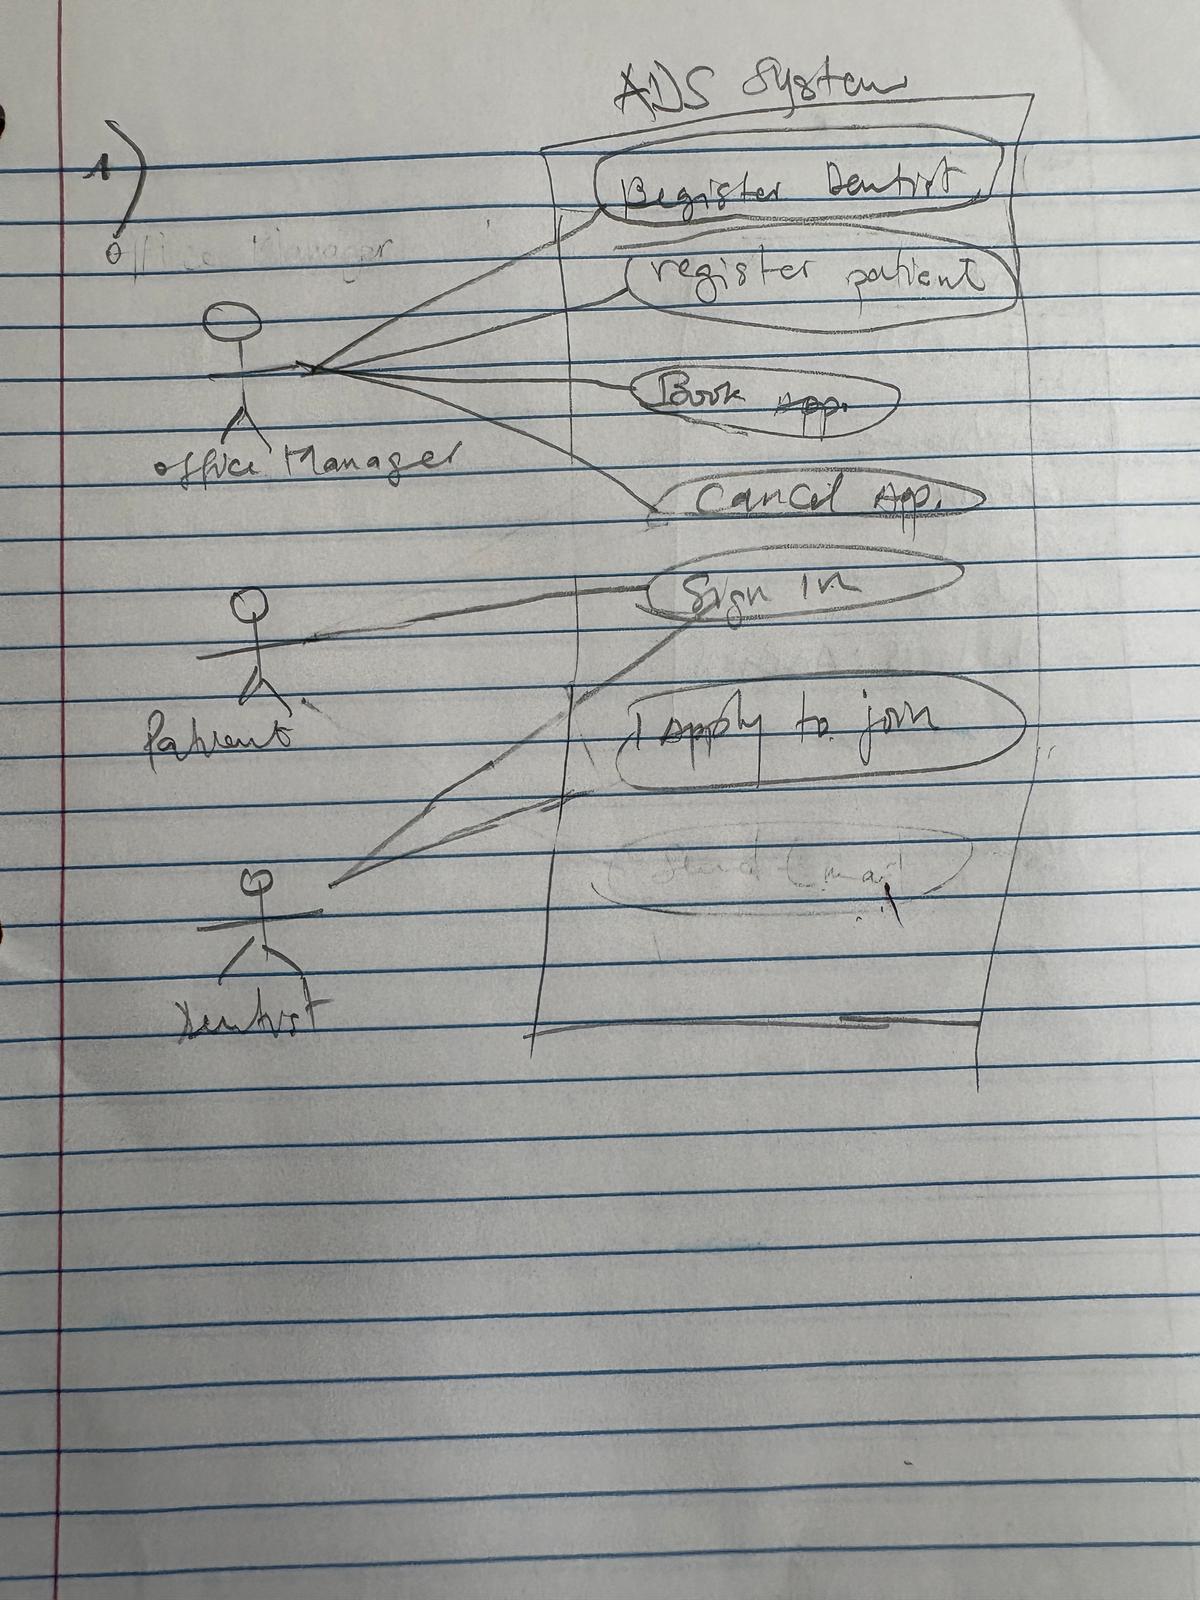 ADS System
1)
Register Dentist
Office Manager
register patient
Book App.
office Manager
Cancel App.
Sign in
Patient
Apply to join
Send Email
Dentist